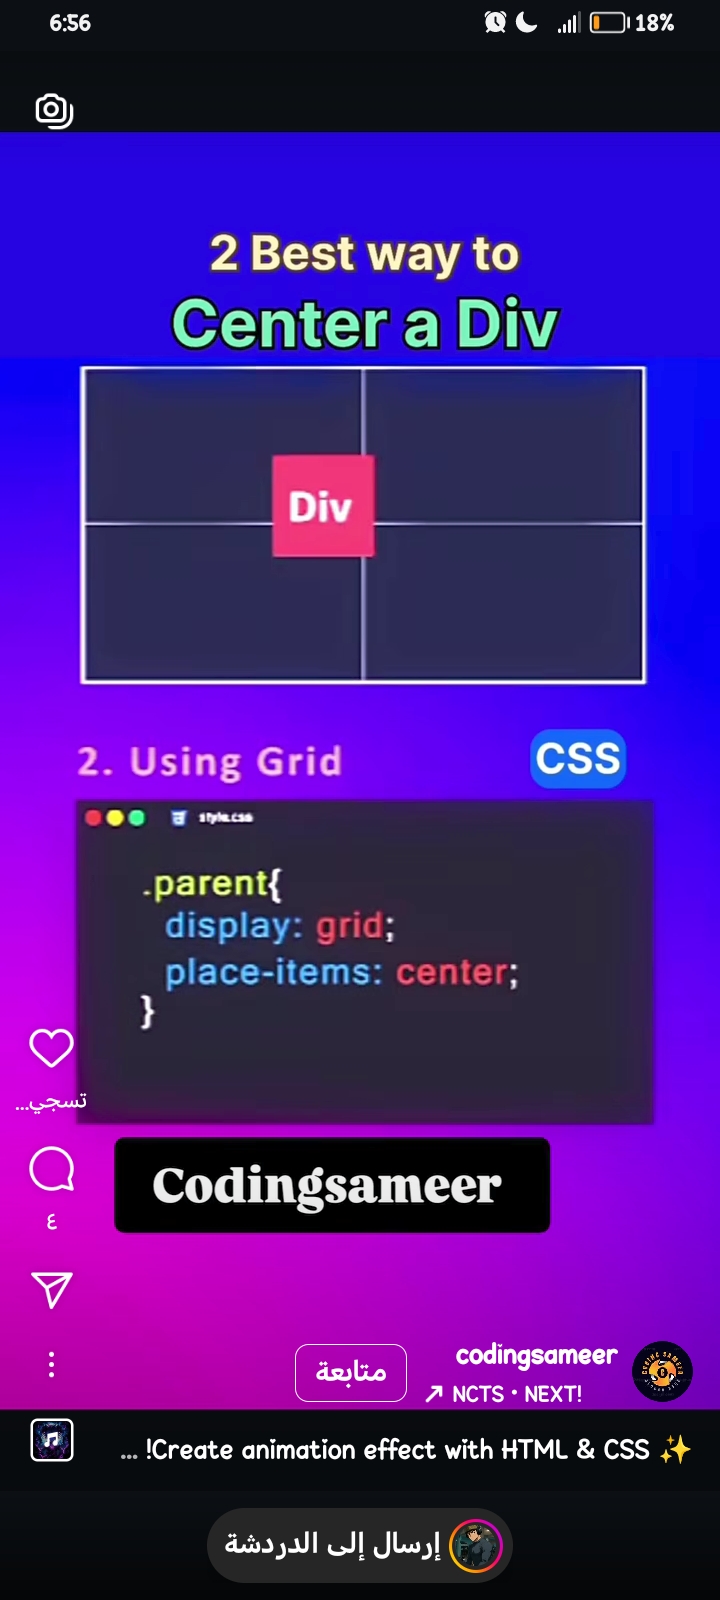 6:56
18%
2 Best way to
Center a Div
Div
2. Using Grid
CSS
style.css
.parent{
display: grid;
place-items: center;
}
تسجي...
Codingsameer
٤
codingsameer
متابعة
↗ NCTS • NEXT!
✨ Create animation effect with HTML & CSS! ...
إرسال إلى الدردشة